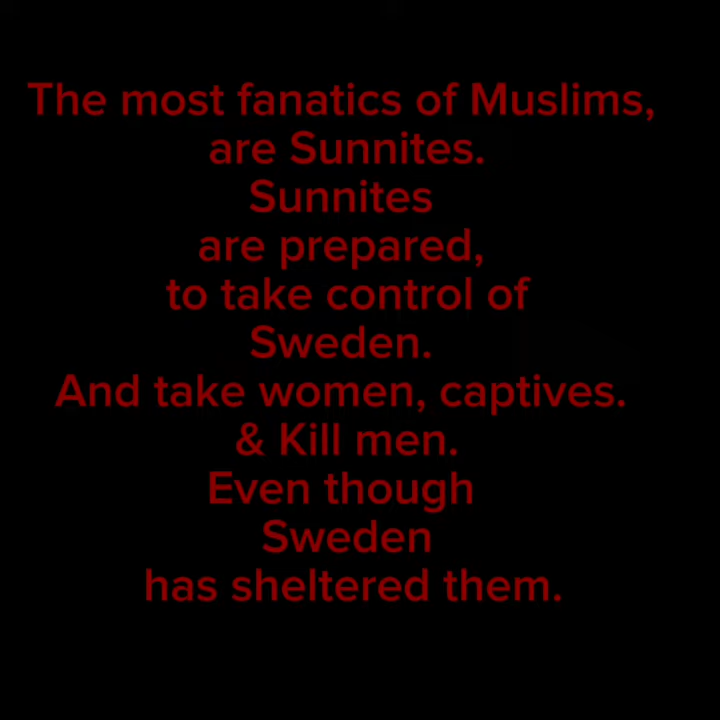 The most fanatics of Muslims,
are Sunnites.
Sunnites
are prepared,
to take control of
Sweden.
And take women, captives.
& Kill men.
Even though
Sweden
has sheltered them.